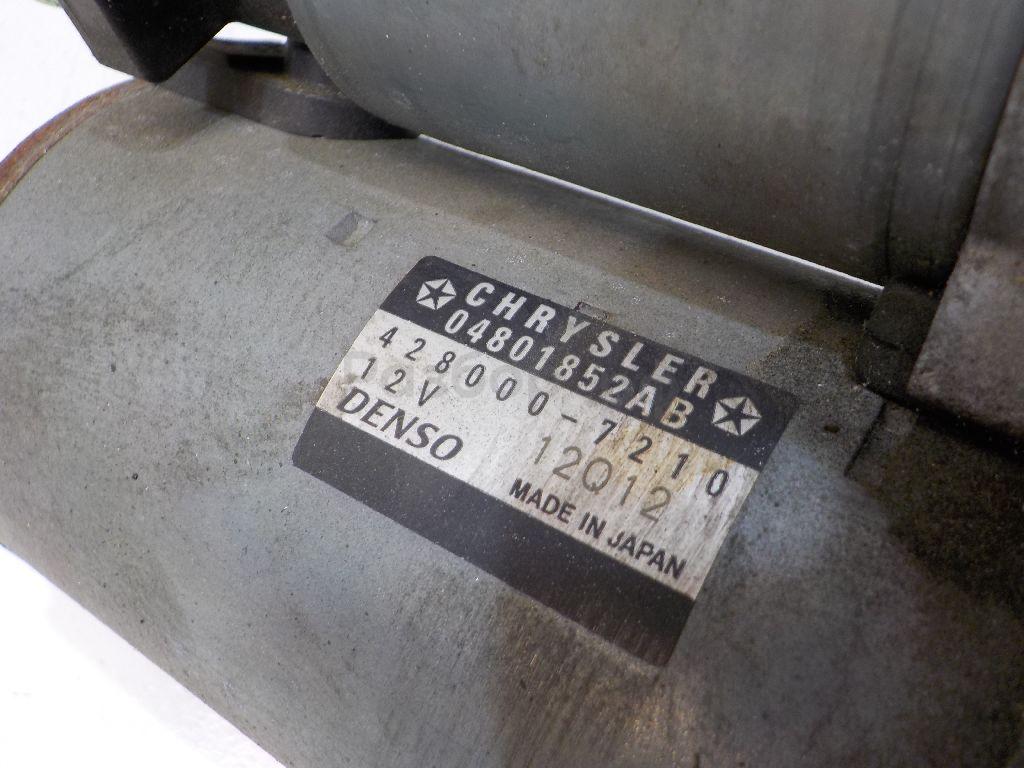 CHRYSLER
04801852AB
428000-7210
12V 12Q12
DENSO
MADE IN JAPAN